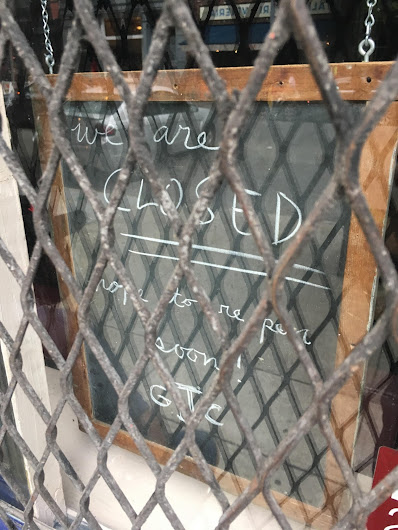 we are
CLOSED
hope to re open
soon!
GTC